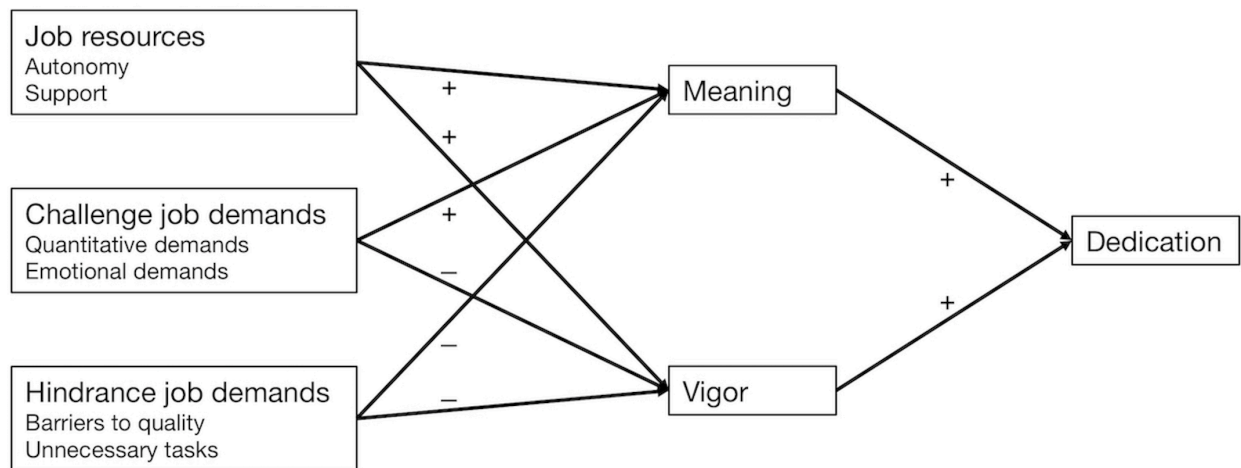 Job resources
Autonomy
Support
Challenge job demands
Quantitative demands
Emotional demands
Hindrance job demands
Barriers to quality
Unnecessary tasks
+
+
+
–
–
–
Meaning
Vigor
+
+
Dedication